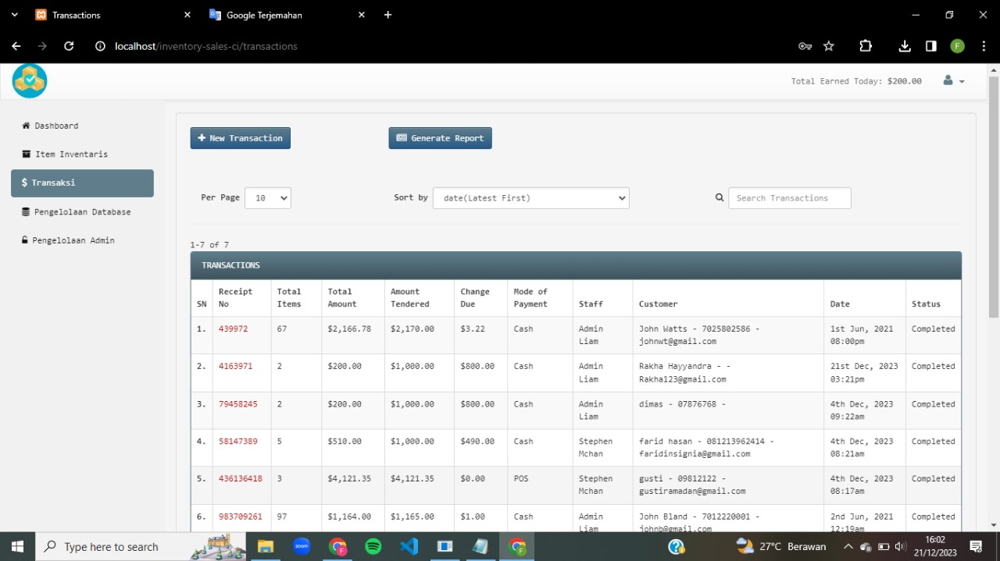 Transactions
Google Terjemahan
localhost/inventory-sales-ci/transactions
F
Total Earned Today: $200.00
Dashboard
Item Inventaris
$ Transaksi
Pengelolaan Database
Pengelolaan Admin
+ New Transaction
Generate Report
Per Page 10
Sort by date(Latest First)
Search Transactions
1-7 of 7
TRANSACTIONS
SN Receipt No Total Items Total Amount Amount Tendered Change Due Mode of Payment Staff Customer Date Status
1. 439972 67 $2,166.78 $2,170.00 $3.22 Cash Admin Liam John Watts - 7025802586 - johnwt@gmail.com 1st Jun, 2021 08:00pm Completed
2. 4163971 2 $200.00 $1,000.00 $800.00 Cash Admin Liam Rakha Hayyandra - - Rakha123@gmail.com 21st Dec, 2023 03:21pm Completed
3. 79458245 2 $200.00 $1,000.00 $800.00 Cash Admin Liam dimas - 07876768 - 4th Dec, 2023 09:22am Completed
4. 58147389 5 $510.00 $1,000.00 $490.00 Cash Stephen Mchan farid hasan - 081213962414 - faridinsignia@gmail.com 4th Dec, 2023 08:21am Completed
5. 436136418 3 $4,121.35 $4,121.35 $0.00 POS Stephen Mchan gusti - 09812122 - gustiramadan@gmail.com 4th Dec, 2023 08:17am Completed
6. 983709261 97 $1,164.00 $1,165.00 $1.00 Cash Admin Liam John Bland - 7012220001 - johnb@gmail.com 2nd Jun, 2021 12:19am Completed
Type here to search
zoom
27°C Berawan
16:02
21/12/2023